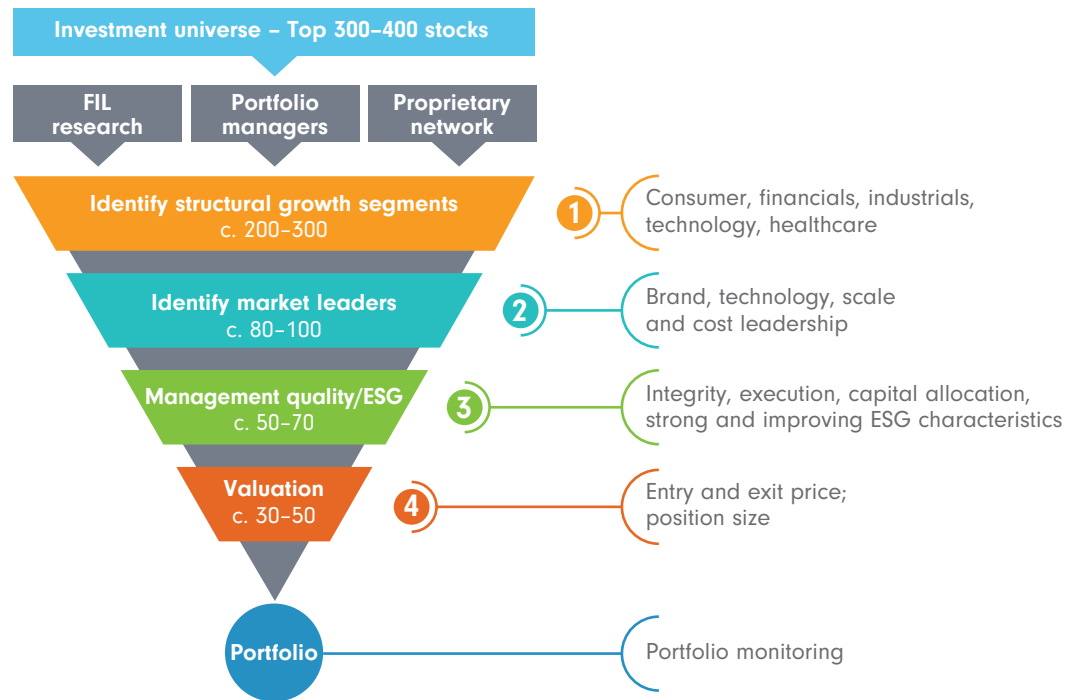 Investment universe – Top 300–400 stocks
FIL
research
Portfolio
managers
Proprietary
network
Identify structural growth segments
c. 200–300
1
Consumer, financials, industrials,
technology, healthcare
Identify market leaders
c. 80–100
2
Brand, technology, scale
and cost leadership
Management quality/ESG
c. 50–70
3
Integrity, execution, capital allocation,
strong and improving ESG characteristics
Valuation
c. 30–50
4
Entry and exit price;
position size
Portfolio
Portfolio monitoring